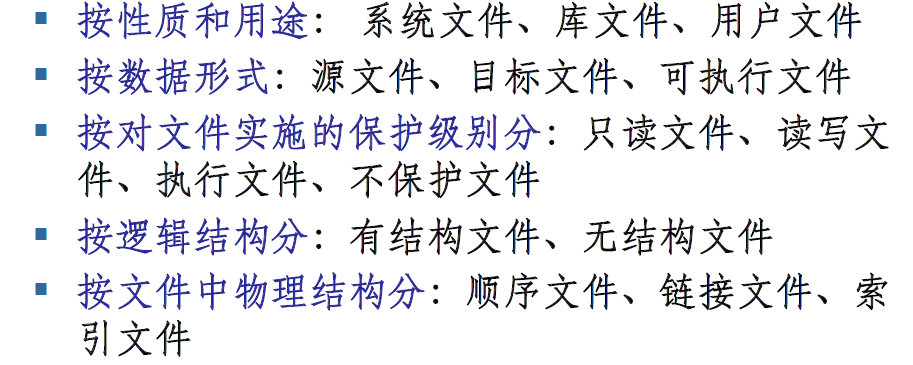 按性质和用途： 系统文件、库文件、用户文件
按数据形式：源文件、目标文件、可执行文件
按对文件实施的保护级别分：只读文件、读写文
件、执行文件、不保护文件
按逻辑结构分：有结构文件、无结构文件
按文件中物理结构分：顺序文件、链接文件、索
引文件